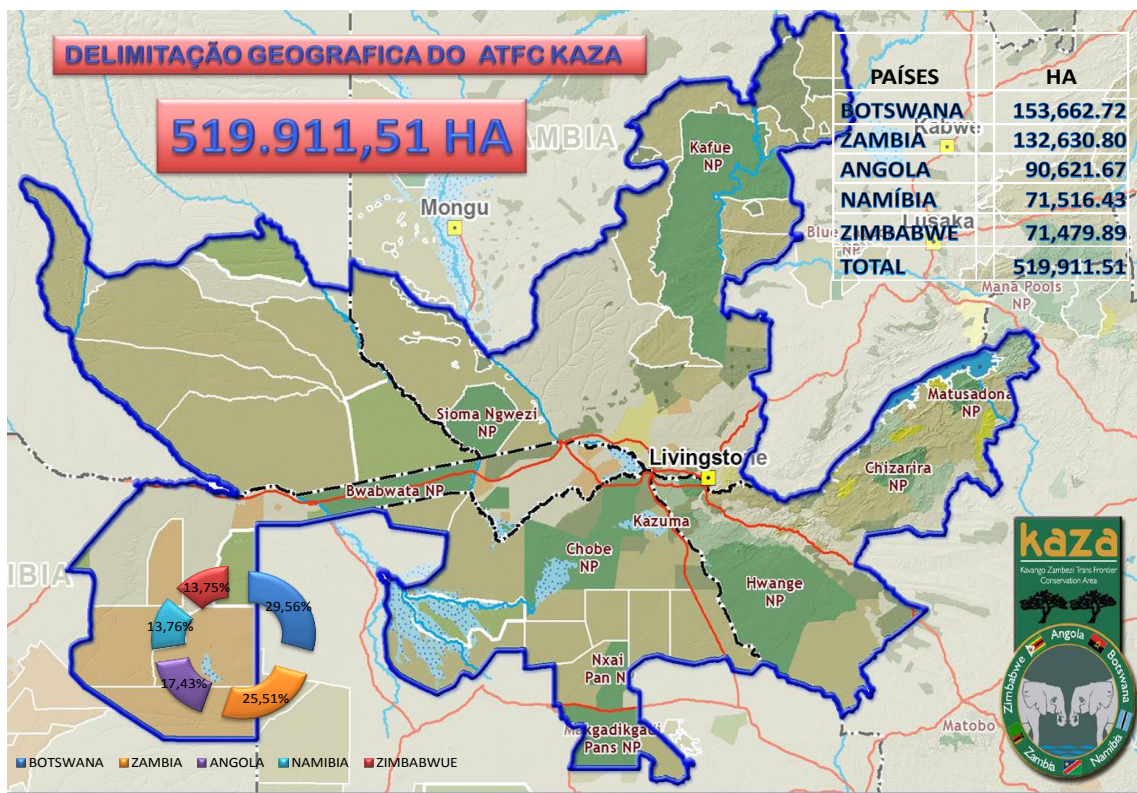 DELIMITAÇÃO GEOGRAFICA DO ATFC KAZA
519.911,51 HA
PAÍSES HA
BOTSWANA 153,662.72
ZAMBIA 132,630.80
ANGOLA 90,621.67
NAMÍBIA 71,516.43
ZIMBABWE 71,479.89
TOTAL 519,911.51
AMBIA
Kabwe
Kafue
NP
Mongu
Lusaka
Blue
NP
Mana Pools
NP
Sioma Ngwezi
NP
Matusadona
NP
Livingstone
Chizarira
NP
Bwabwata NP
Kazuma
Chobe
NP
Hwange
NP
IBIA
Nxai
Pan NP
Makgadikgadi
Pans NP
Matobo
13,75%
29,56%
13,76%
17,43%
25,51%
BOTSWANA ZAMBIA ANGOLA NAMIBIA ZIMBABWUE
kaza
Kavango Zambezi Trans Frontier
Conservation Area
Angola
Botswana
Namibia
Zambia
Zimbabwe